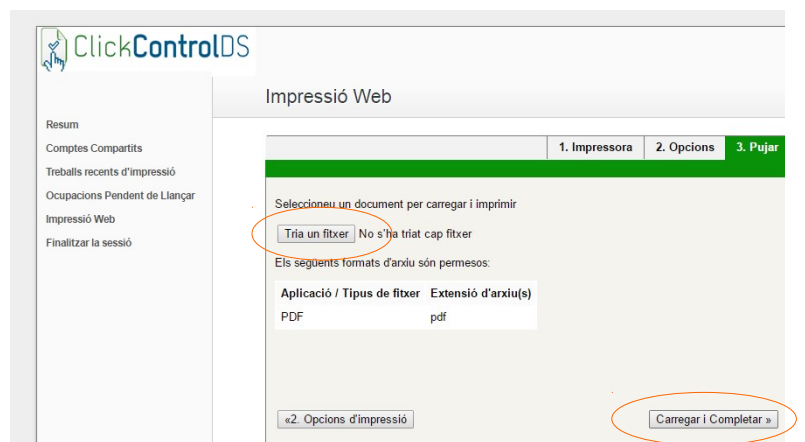 ClickControlDS
Impressió Web
Resum
Comptes Compartits
Treballs recents d'impressió
Ocupacions Pendent de Llançar
Impressió Web
Finalitzar la sessió
1. Impressora 2. Opcions 3. Pujar
Seleccioneu un document per carregar i imprimir
Tria un fitxer No s'ha triat cap fitxer
Els següents formats d'arxiu són permesos:
Aplicació / Tipus de fitxer Extensió d'arxiu(s)
PDF pdf
«2. Opcions d'impressió Carregar i Completar »